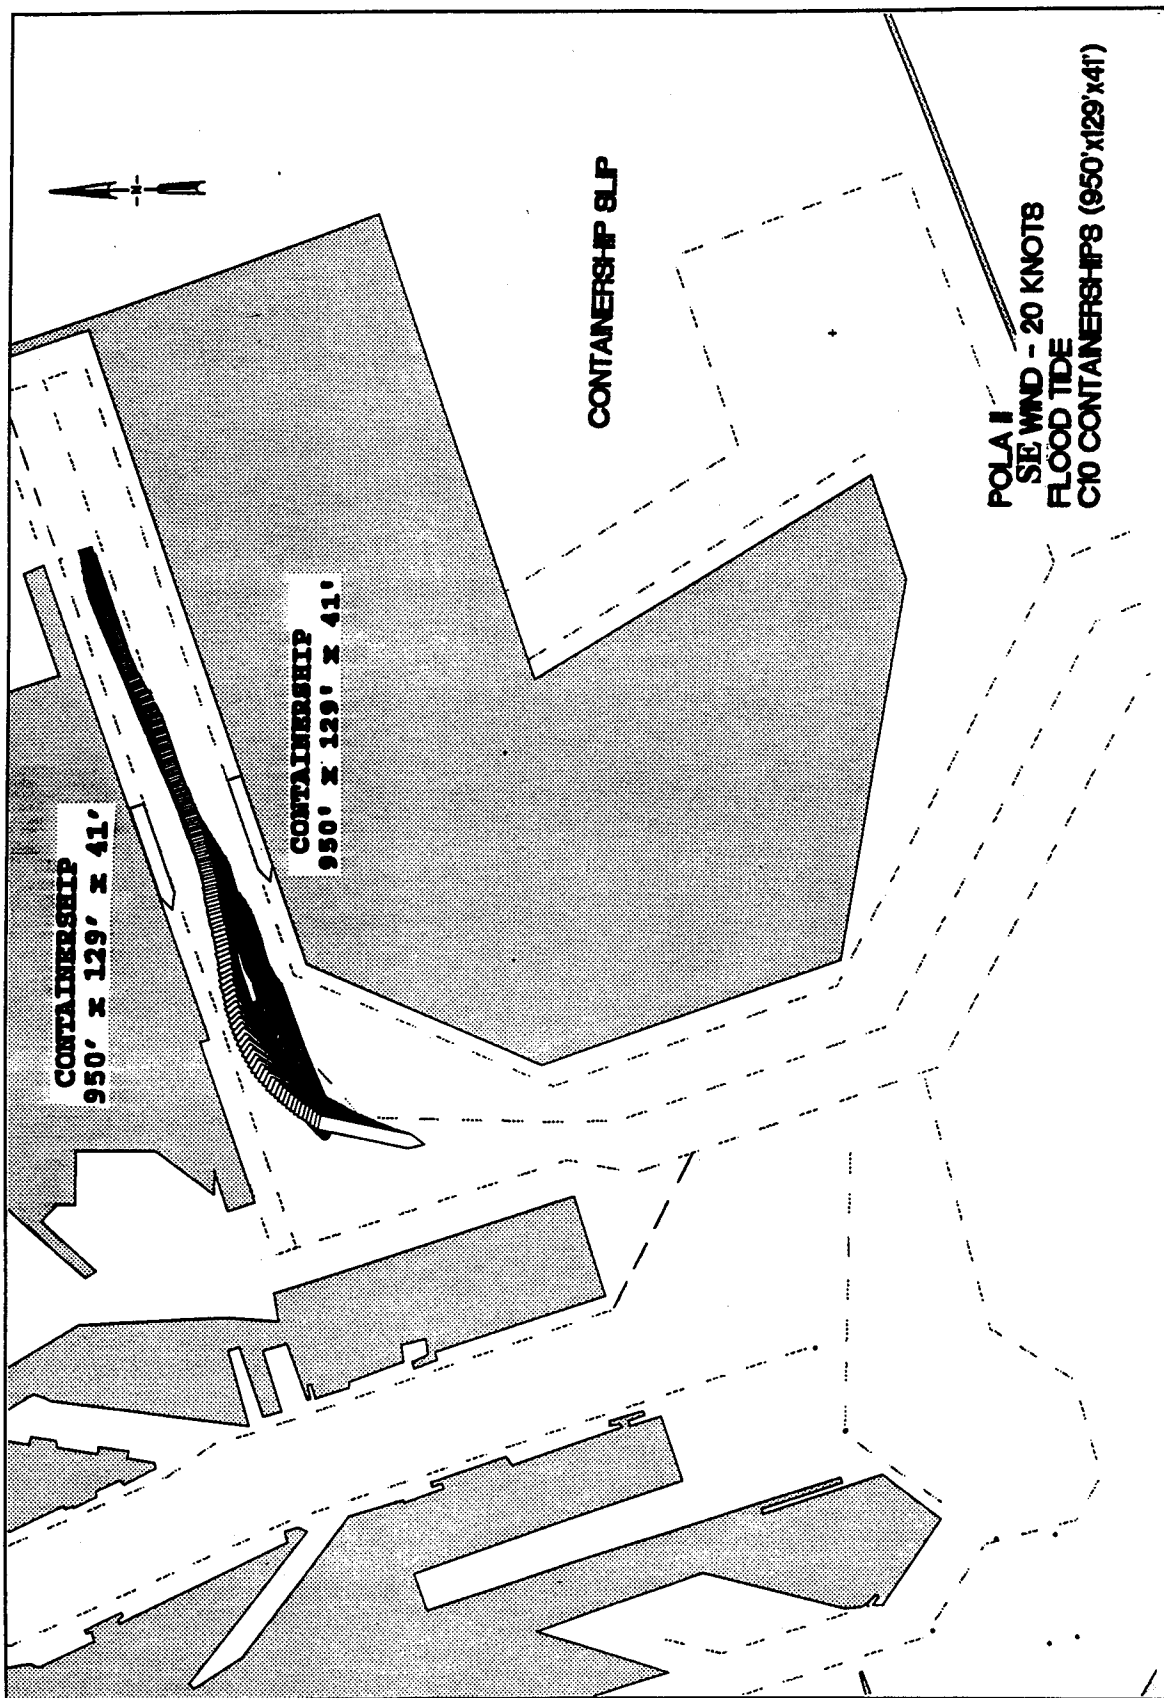 CONTAINERSHIP
950' x 129' x 41'
CONTAINERSHIP
950' x 129' x 41'
CONTAINERSHIP SLIP
POLA II
SE WIND - 20 KNOTS
FLOOD TIDE
C10 CONTAINERSHIPS (950'x129'x41')